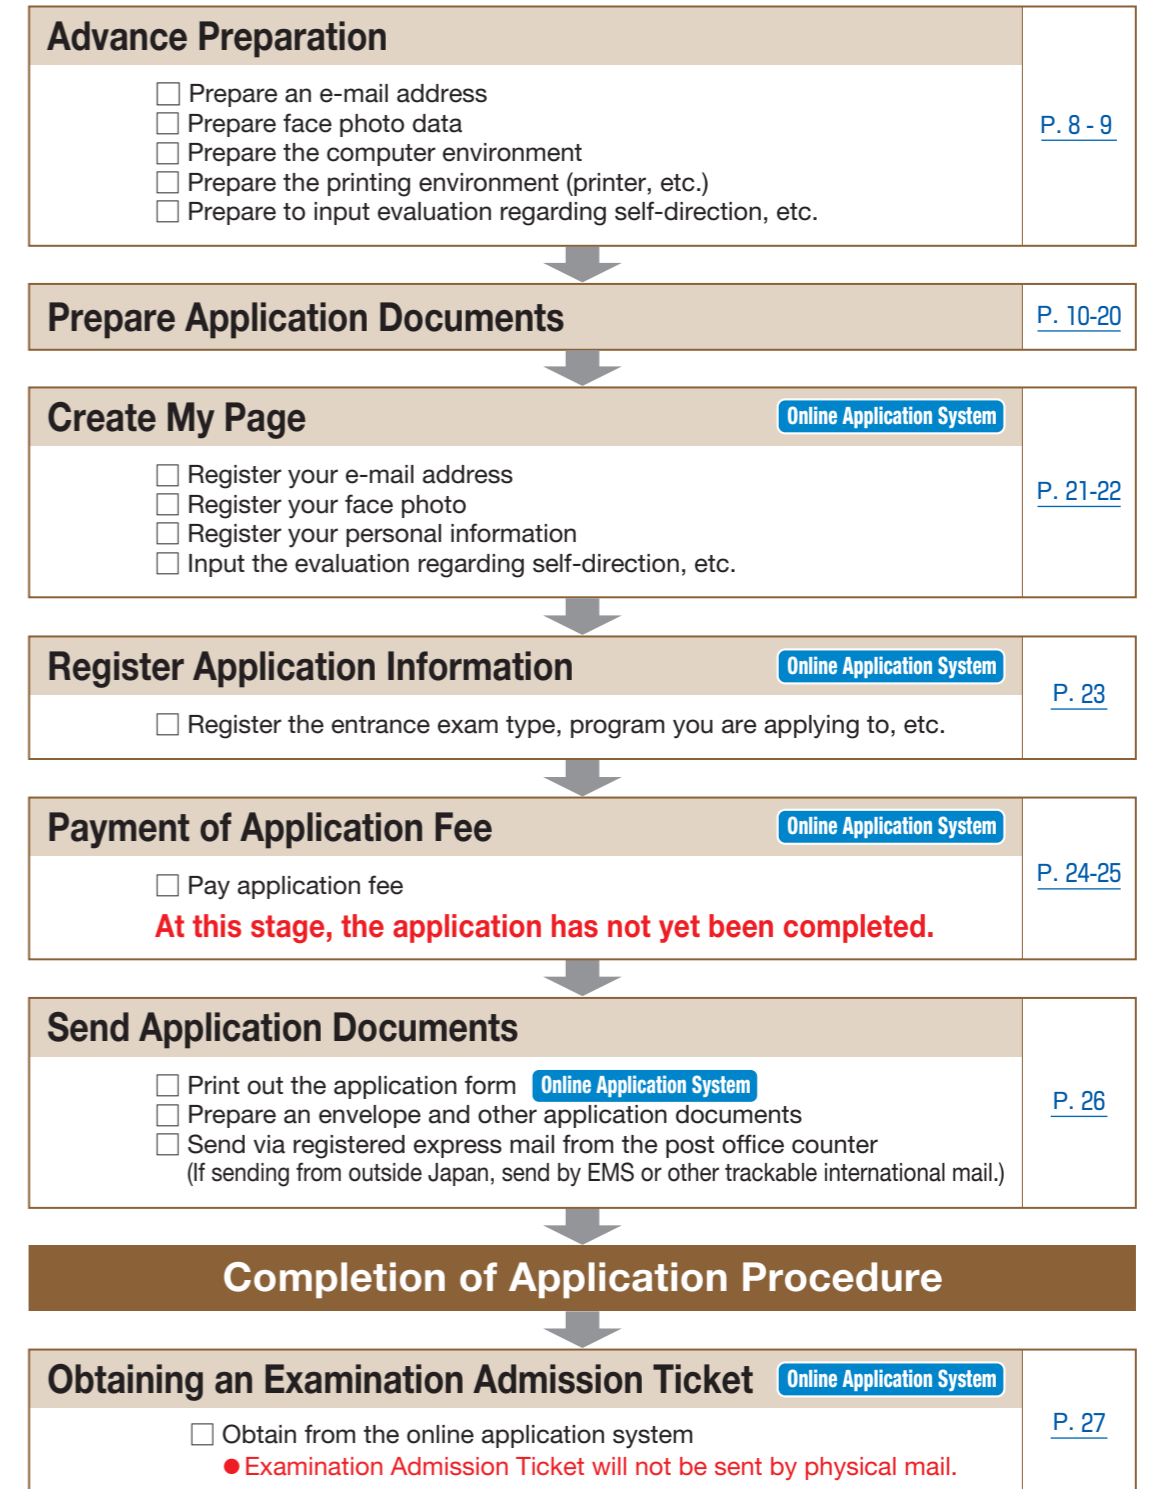 Advance Preparation
Prepare an e-mail address
Prepare face photo data
Prepare the computer environment
Prepare the printing environment (printer, etc.)
Prepare to input evaluation regarding self-direction, etc.
P. 8 - 9
Prepare Application Documents
P. 10-20
Create My Page
Online Application System
Register your e-mail address
Register your face photo
Register your personal information
Input the evaluation regarding self-direction, etc.
P. 21-22
Register Application Information
Online Application System
Register the entrance exam type, program you are applying to, etc.
P. 23
Payment of Application Fee
Online Application System
Pay application fee
At this stage, the application has not yet been completed.
P. 24-25
Send Application Documents
Print out the application form Online Application System
Prepare an envelope and other application documents
Send via registered express mail from the post office counter
(If sending from outside Japan, send by EMS or other trackable international mail.)
P. 26
Completion of Application Procedure
Obtaining an Examination Admission Ticket
Online Application System
Obtain from the online application system
● Examination Admission Ticket will not be sent by physical mail.
P. 27